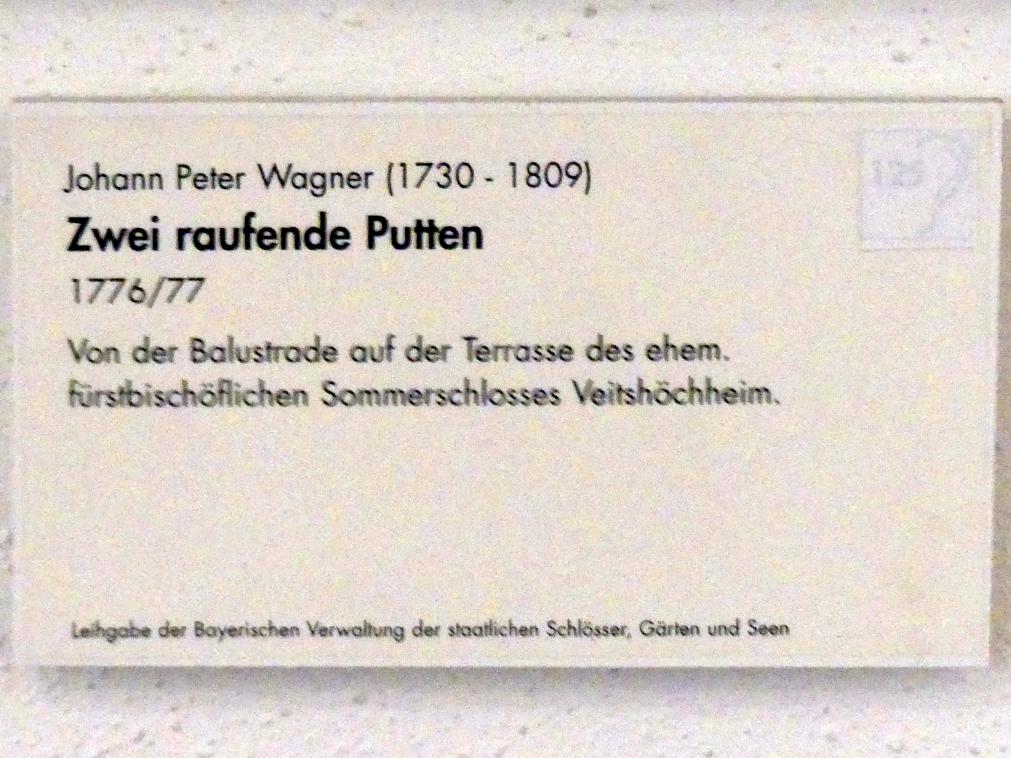 Johann Peter Wagner (1730 - 1809)
125
Zwei raufende Putten
1776/77
Von der Balustrade auf der Terrasse des ehem.
fürstbischöflichen Sommerschlosses Veitshöchheim.
Leihgabe der Bayerischen Verwaltung der staatlichen Schlösser, Gärten und Seen